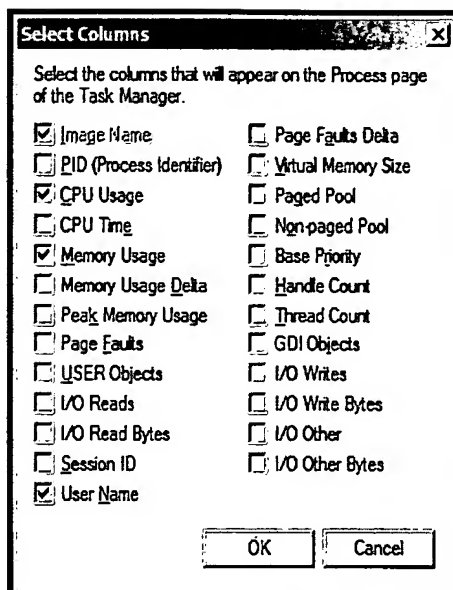 Select Columns
Select the columns that will appear on the Process page
of the Task Manager.
Image Name
PID (Process Identifier)
CPU Usage
CPU Time
Memory Usage
Memory Usage Delta
Peak Memory Usage
Page Faults
USER Objects
I/O Reads
I/O Read Bytes
Session ID
User Name
Page Faults Delta
Virtual Memory Size
Paged Pool
Non-paged Pool
Base Priority
Handle Count
Thread Count
GDI Objects
I/O Writes
I/O Write Bytes
I/O Other
I/O Other Bytes
OK
Cancel